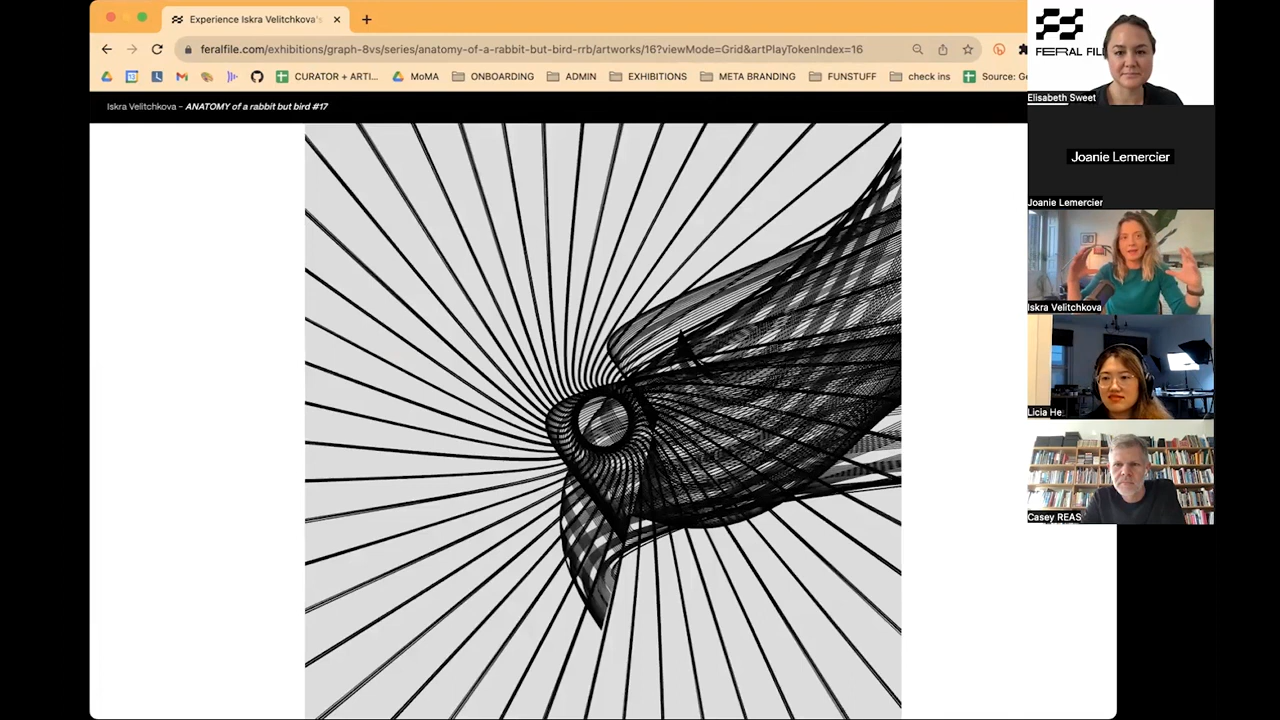 Experience Iskra Velitchkova's
feralfile.com/exhibitions/graph-8vs/series/anatomy-of-a-rabbit-but-bird-rrb/artworks/16?viewMode=Grid&artPlayTokenIndex=16
CURATOR + ARTI... MoMA ONBOARDING ADMIN EXHIBITIONS META BRANDING FUNSTUFF check ins Source: Ge
Iskra Velitchkova – ANATOMY of a rabbit but bird #17
FERAL FIL
Elisabeth Sweet
Joanie Lemercier
Joanie Lemercier
Iskra Velitchkova
Licia He
Casey REAS